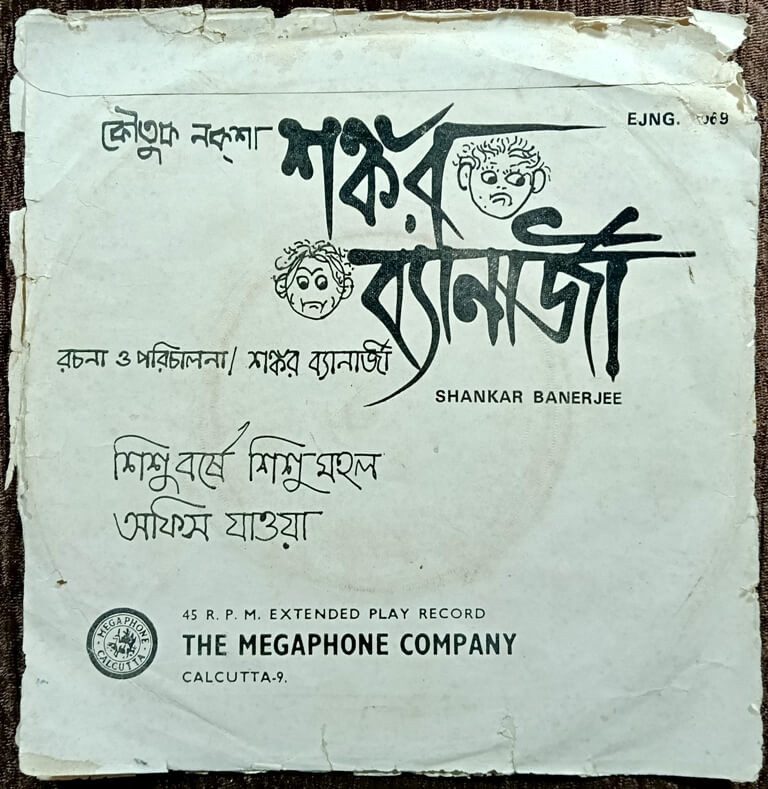 কৌতুক নক্‌শা
শঙ্কর
EJNG.
ব্যানার্জী
রচনা ও পরিচালনা / শঙ্কর ব্যানার্জী
SHANKAR BANERJEE
শিশু বর্ষে শিশু মহল
অফিস যাওয়া
MEGAPHONE
CALCUTTA
45 R. P. M. EXTENDED PLAY RECORD
THE MEGAPHONE COMPANY
CALCUTTA-9.